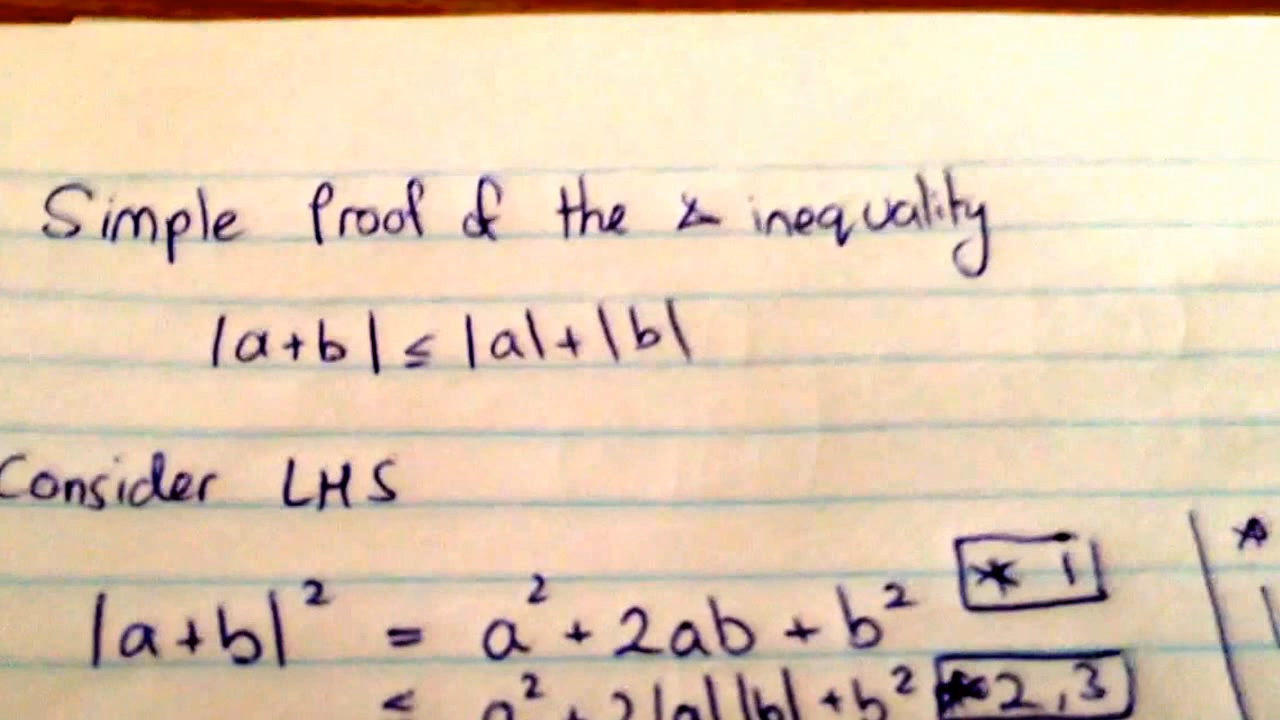 Simple Proof of the Δ inequality
|a+b| ≤ |a|+|b|
Consider LHS
|a+b|² = a² + 2ab + b² * 1
≤ a² + 2|a||b| + b² * 2,3